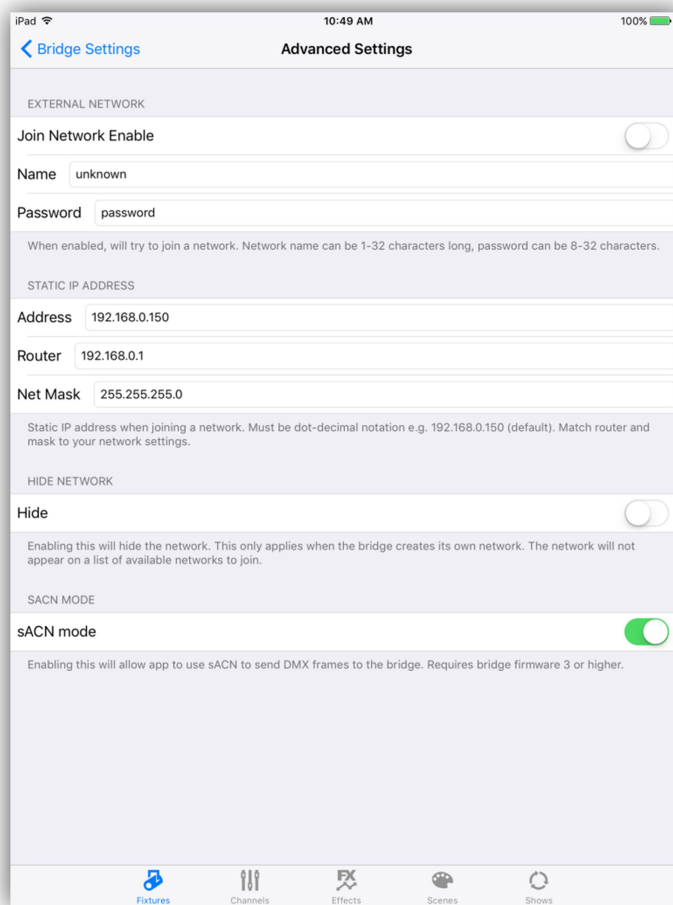 iPad 10:49 AM 100%
Bridge Settings Advanced Settings
EXTERNAL NETWORK
Join Network Enable
Name unknown
Password password
When enabled, will try to join a network. Network name can be 1-32 characters long, password can be 8-32 characters.
STATIC IP ADDRESS
Address 192.168.0.150
Router 192.168.0.1
Net Mask 255.255.255.0
Static IP address when joining a network. Must be dot-decimal notation e.g. 192.168.0.150 (default). Match router and
mask to your network settings.
HIDE NETWORK
Hide
Enabling this will hide the network. This only applies when the bridge creates its own network. The network will not
appear on a list of available networks to join.
SACN MODE
sACN mode
Enabling this will allow app to use sACN to send DMX frames to the bridge. Requires bridge firmware 3 or higher.
FX
Fixtures Channels Effects Scenes Shows